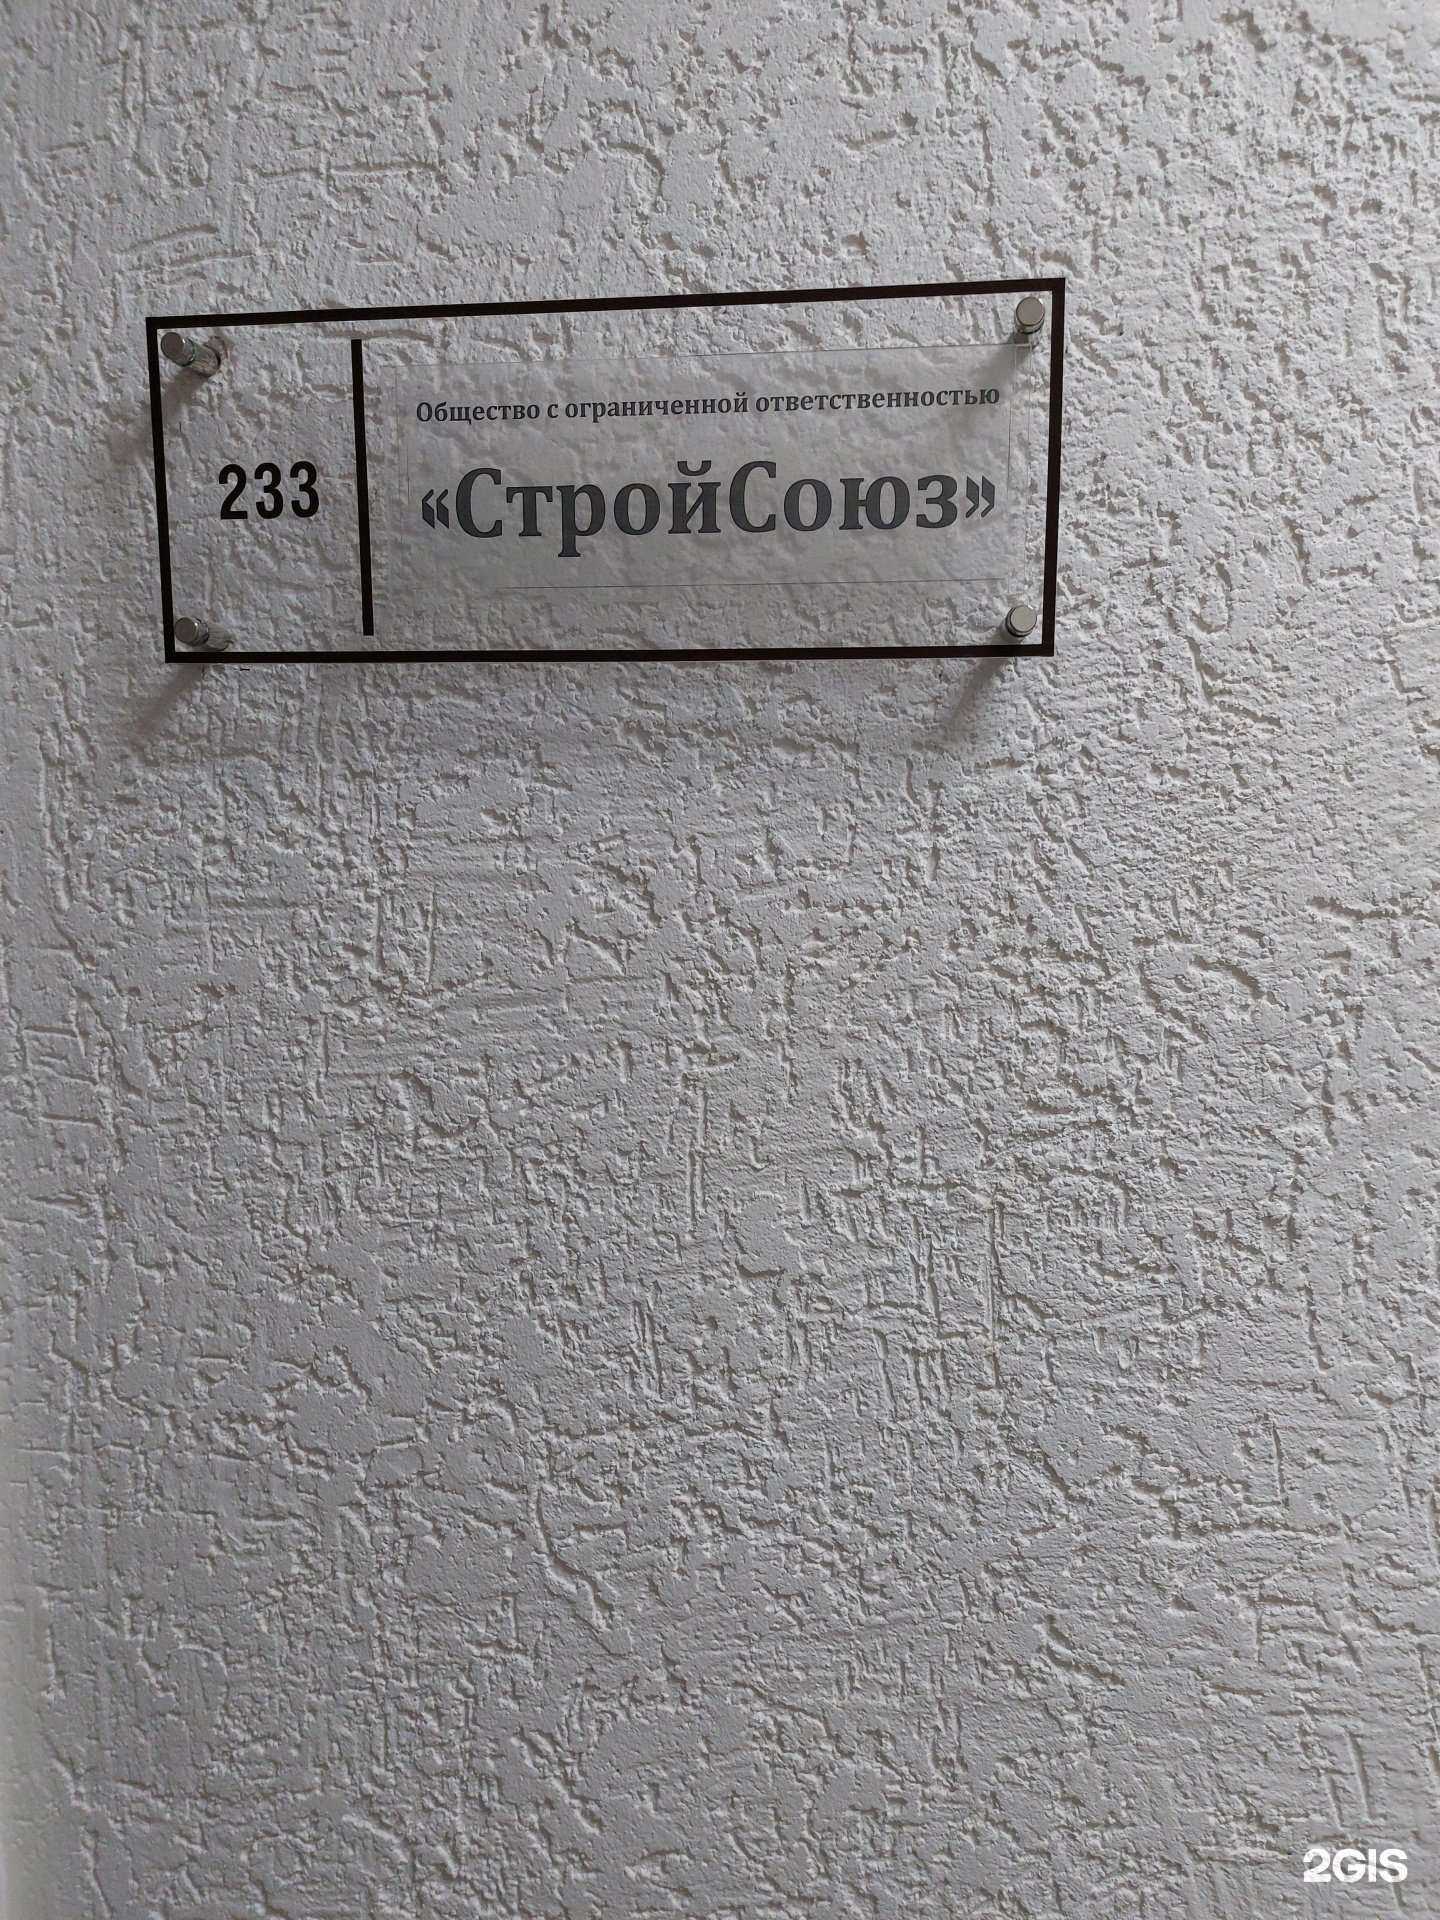 233
Общество с ограниченной ответственностью
«СтройСоюз»
2GIS